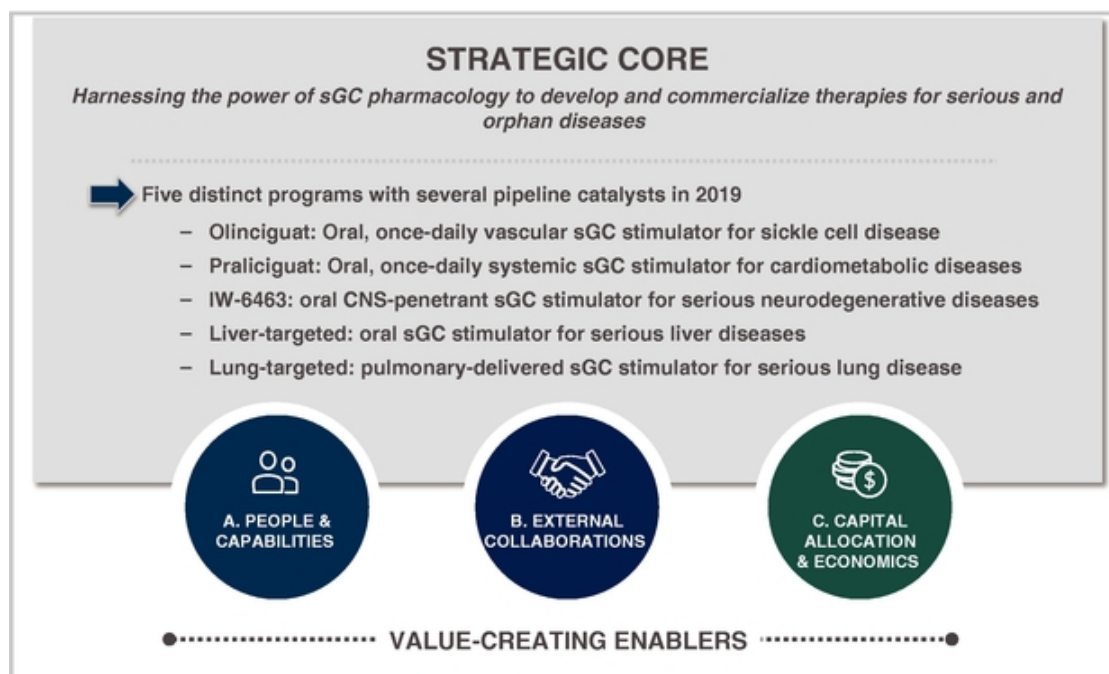 STRATEGIC CORE
Harnessing the power of sGC pharmacology to develop and commercialize therapies for serious and
orphan diseases
Five distinct programs with several pipeline catalysts in 2019
– Olinciguat: Oral, once-daily vascular sGC stimulator for sickle cell disease
– Praliciguat: Oral, once-daily systemic sGC stimulator for cardiometabolic diseases
– IW-6463: oral CNS-penetrant sGC stimulator for serious neurodegenerative diseases
– Liver-targeted: oral sGC stimulator for serious liver diseases
– Lung-targeted: pulmonary-delivered sGC stimulator for serious lung disease
A. PEOPLE &
CAPABILITIES
B. EXTERNAL
COLLABORATIONS
$
C. CAPITAL
ALLOCATION
& ECONOMICS
VALUE-CREATING ENABLERS